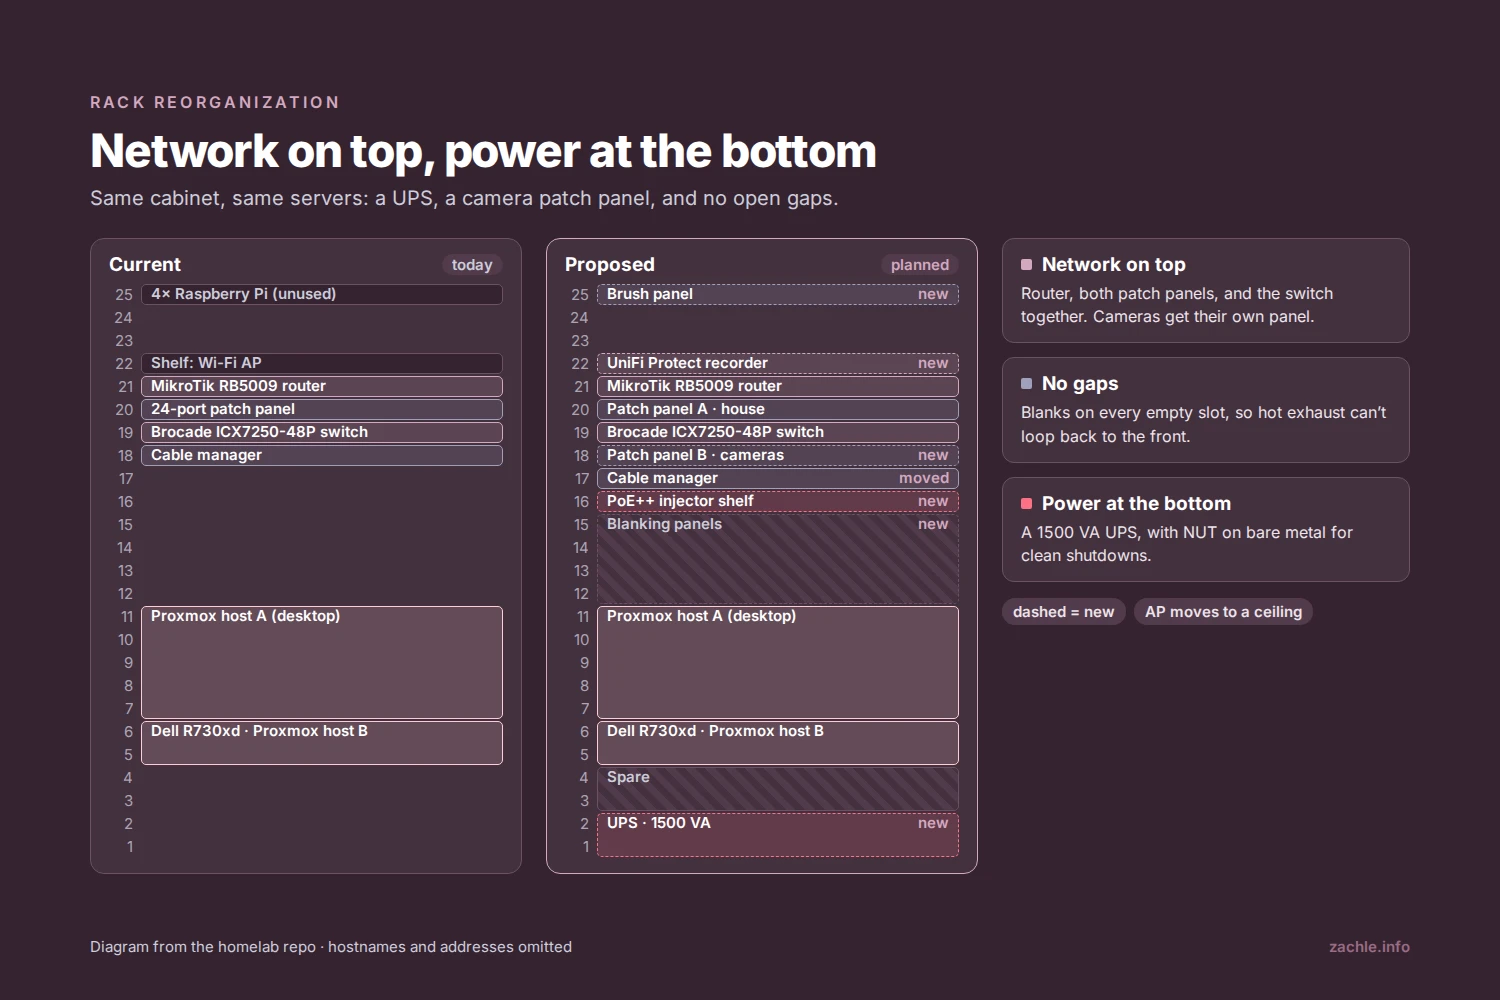 RACK REORGANIZATION
Network on top, power at the bottom
Same cabinet, same servers: a UPS, a camera patch panel, and no open gaps.
Current today
25 4× Raspberry Pi (unused)
24
23
22 Shelf: Wi-Fi AP
21 MikroTik RB5009 router
20 24-port patch panel
19 Brocade ICX7250-48P switch
18 Cable manager
17
16
15
14
13
12
11 Proxmox host A (desktop)
10
9
8
7
6 Dell R730xd · Proxmox host B
5
4
3
2
1
Proposed planned
25 Brush panel new
24
23
22 UniFi Protect recorder new
21 MikroTik RB5009 router
20 Patch panel A · house
19 Brocade ICX7250-48P switch
18 Patch panel B · cameras new
17 Cable manager moved
16 PoE++ injector shelf new
15 Blanking panels new
14
13
12
11 Proxmox host A (desktop)
10
9
8
7
6 Dell R730xd · Proxmox host B
5
4 Spare
3
2 UPS · 1500 VA new
1
Network on top
Router, both patch panels, and the switch
together. Cameras get their own panel.
No gaps
Blanks on every empty slot, so hot exhaust can’t
loop back to the front.
Power at the bottom
A 1500 VA UPS, with NUT on bare metal for
clean shutdowns.
dashed = new AP moves to a ceiling
Diagram from the homelab repo · hostnames and addresses omitted
zachle.info